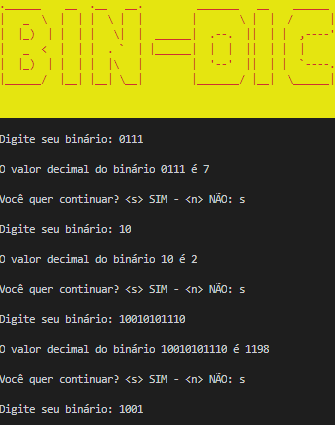 BIN-DIC
Digite seu binário: 0111
O valor decimal do binário 0111 é 7
Você quer continuar? <s> SIM - <n> NÃO: s
Digite seu binário: 10
O valor decimal do binário 10 é 2
Você quer continuar? <s> SIM - <n> NÃO: s
Digite seu binário: 10010101110
O valor decimal do binário 10010101110 é 1198
Você quer continuar? <s> SIM - <n> NÃO: s
Digite seu binário: 1001